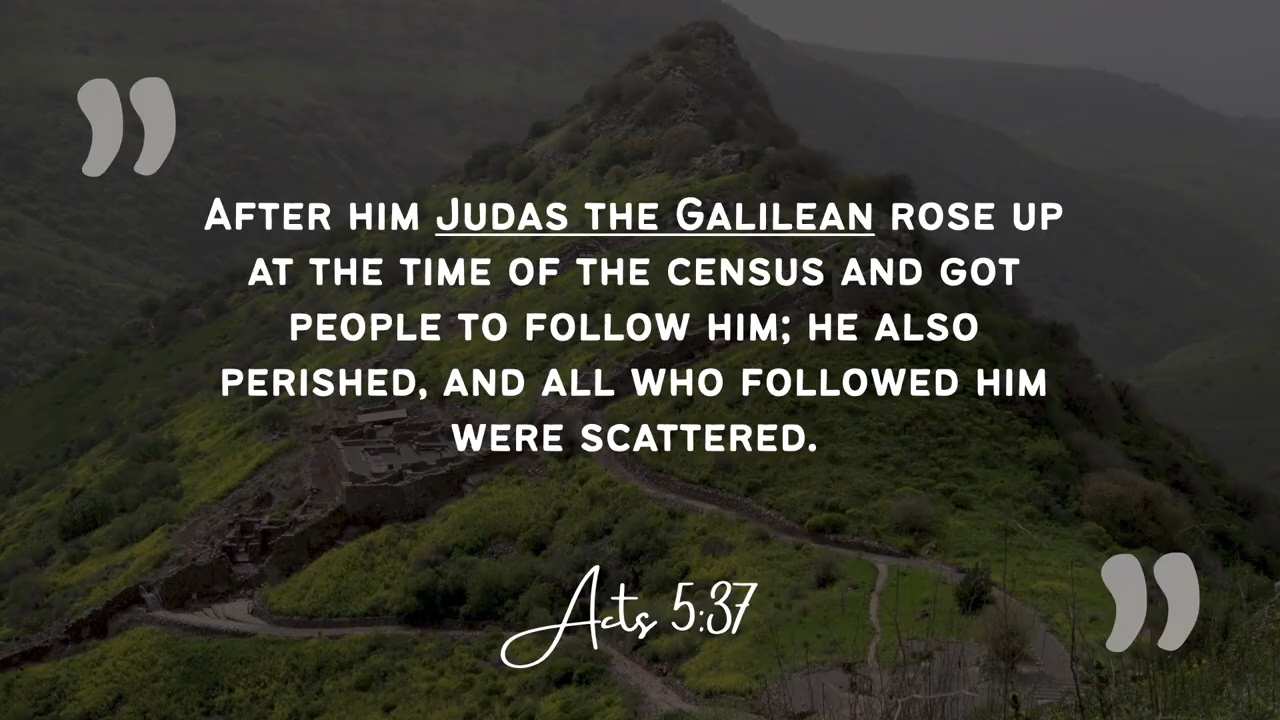 ”
After him Judas the Galilean rose up
at the time of the census and got
people to follow him; he also
perished, and all who followed him
were scattered.
Acts 5:37
”